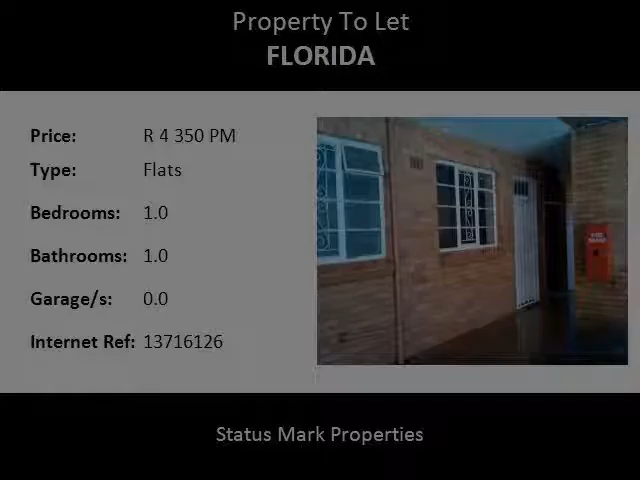 Property To Let
FLORIDA
Price: R 4 350 PM
Type: Flats
Bedrooms: 1.0
Bathrooms: 1.0
Garage/s: 0.0
Internet Ref: 13716126
Status Mark Properties